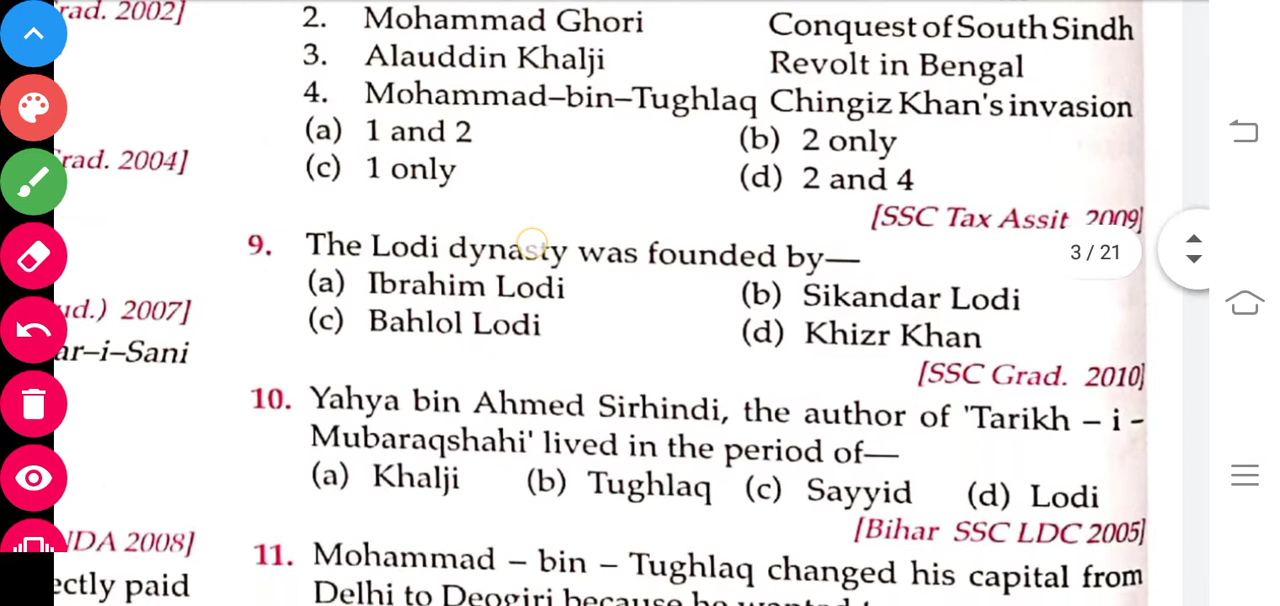 rad. 2002]
2. Mohammad Ghori Conquest of South Sindh
3. Alauddin Khalji Revolt in Bengal
4. Mohammad–bin–Tughlaq Chingiz Khan's invasion
(a) 1 and 2 (b) 2 only
rad. 2004]
(c) 1 only (d) 2 and 4
[SSC Tax Assit 2009]
9. The Lodi dynasty was founded by—
3 / 21
(a) Ibrahim Lodi (b) Sikandar Lodi
ud.) 2007]
(c) Bahlol Lodi (d) Khizr Khan
ar–i–Sani
[SSC Grad. 2010]
10. Yahya bin Ahmed Sirhindi, the author of 'Tarikh – i -
Mubaraqshahi' lived in the period of—
(a) Khalji (b) Tughlaq (c) Sayyid (d) Lodi
[Bihar SSC LDC 2005]
NDA 2008]
11. Mohammad – bin – Tughlaq changed his capital from
ectly paid
Delhi to Deogiri because he wanted